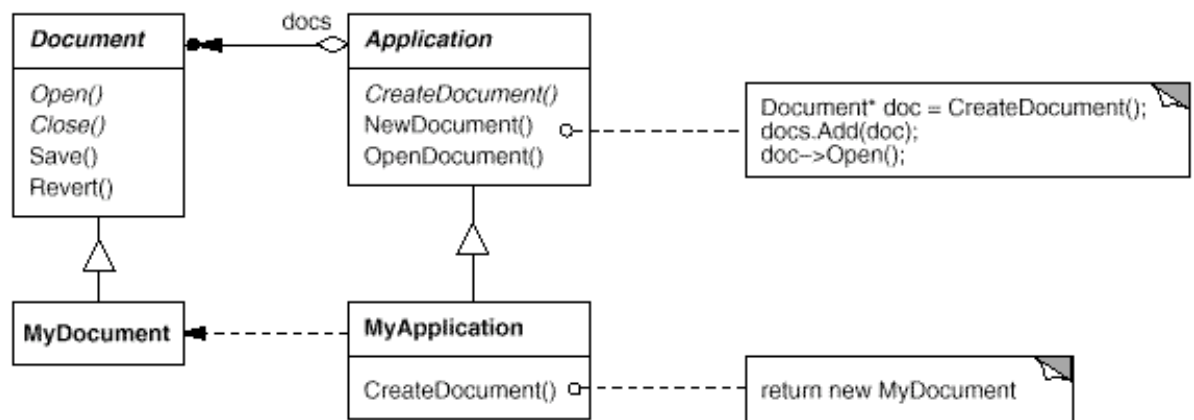 docs
Document
Open()
Close()
Save()
Revert()
Application
CreateDocument()
NewDocument()
OpenDocument()
Document* doc = CreateDocument();
docs.Add(doc);
doc->Open();
MyDocument
MyApplication
CreateDocument()
return new MyDocument